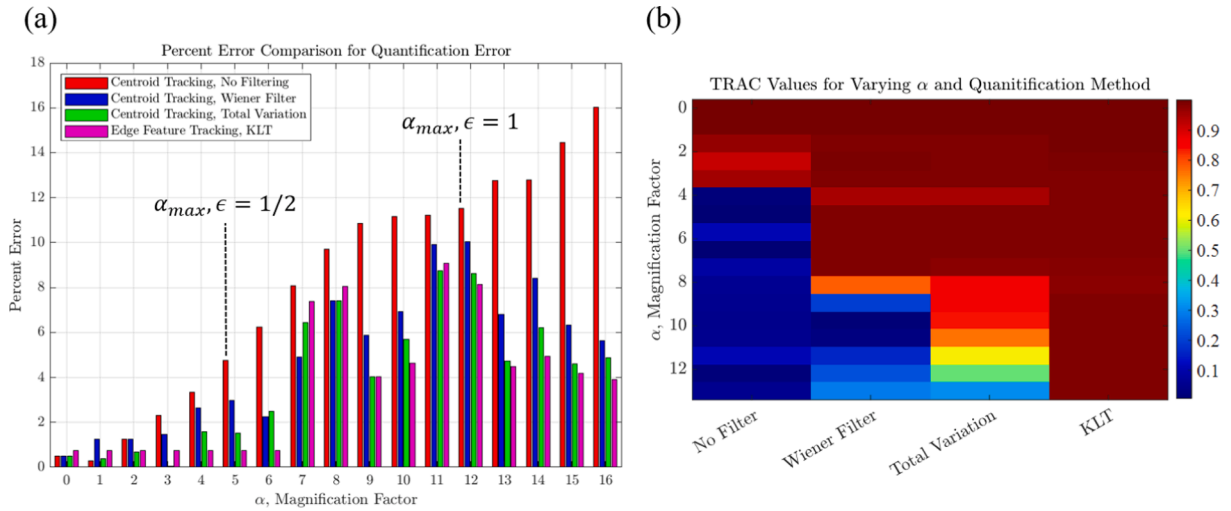 (a)
Percent Error Comparison for Quantification Error
Percent Error
18
16
14
12
10
8
6
4
2
0
Centroid Tracking, No Filtering
Centroid Tracking, Wiener Filter
Centroid Tracking, Total Variation
Edge Feature Tracking, KLT
α_max, ϵ = 1/2
α_max, ϵ = 1
0 1 2 3 4 5 6 7 8 9 10 11 12 13 14 15 16
α, Magnification Factor
(b)
TRAC Values for Varying α and Quanitification Method
α, Magnification Factor
0
2
4
6
8
10
12
No Filter
Wiener Filter
Total Variation
KLT
0.9
0.8
0.7
0.6
0.5
0.4
0.3
0.2
0.1